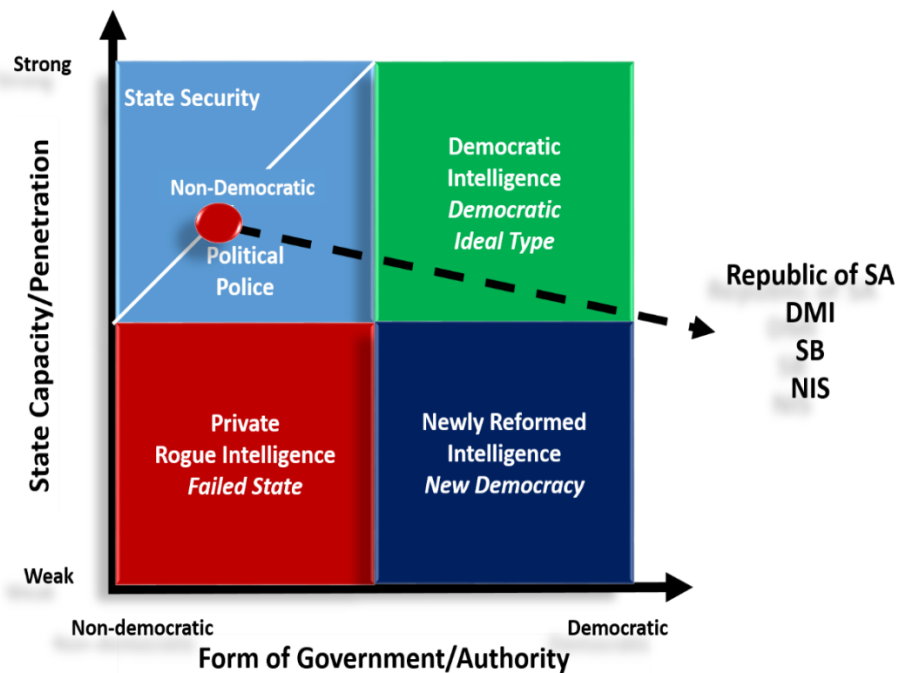 Strong
State Security
Non-Democratic
Political
Police
Democratic
Intelligence
Democratic
Ideal Type
Republic of SA
DMI
SB
NIS
State Capacity/Penetration
Private
Rogue Intelligence
Failed State
Newly Reformed
Intelligence
New Democracy
Weak
Non-democratic
Democratic
Form of Government/Authority